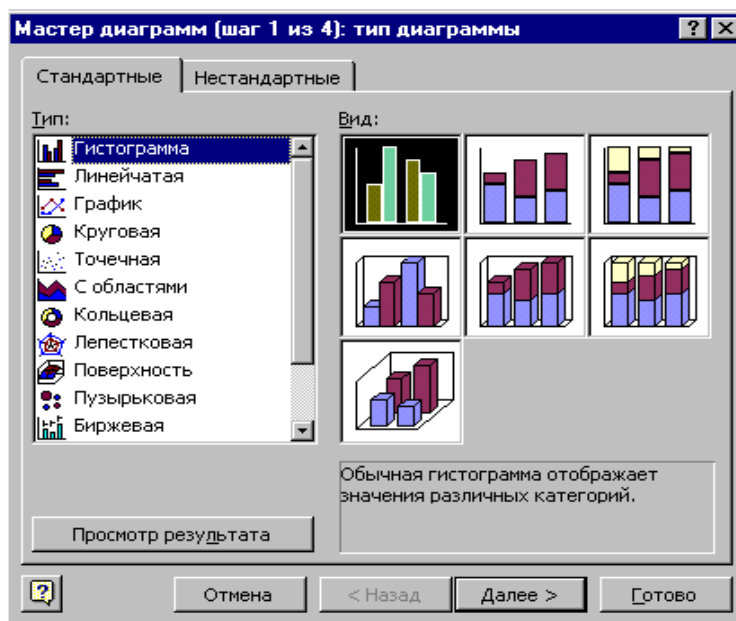 Мастер диаграмм (шаг 1 из 4): тип диаграммы
Стандартные
Нестандартные
Тип:
Гистограмма
Линейчатая
График
Круговая
Точечная
С областями
Кольцевая
Лепестковая
Поверхность
Пузырьковая
Биржевая
Вид:
Обычная гистограмма отображает
значения различных категорий.
Просмотр результата
Отмена
< Назад
Далее >
Готово